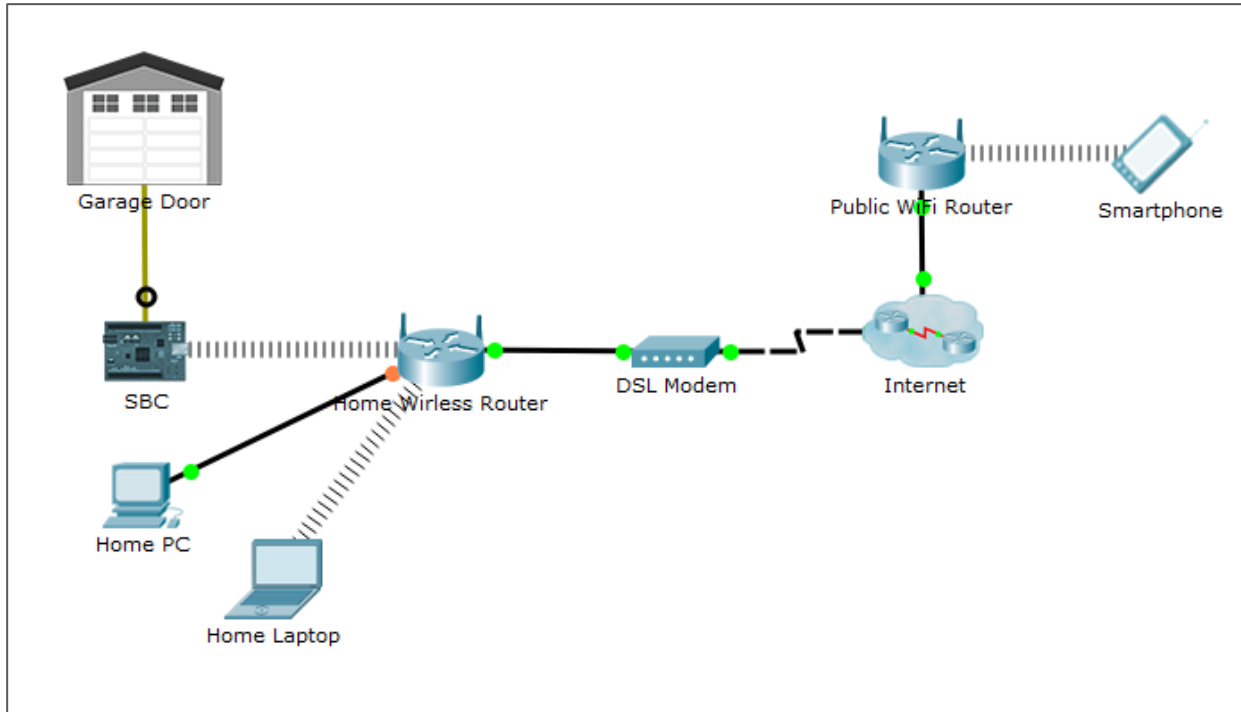 Garage Door
Public WiFi Router
Smartphone
SBC
Home Wirless Router
DSL Modem
Internet
Home PC
Home Laptop